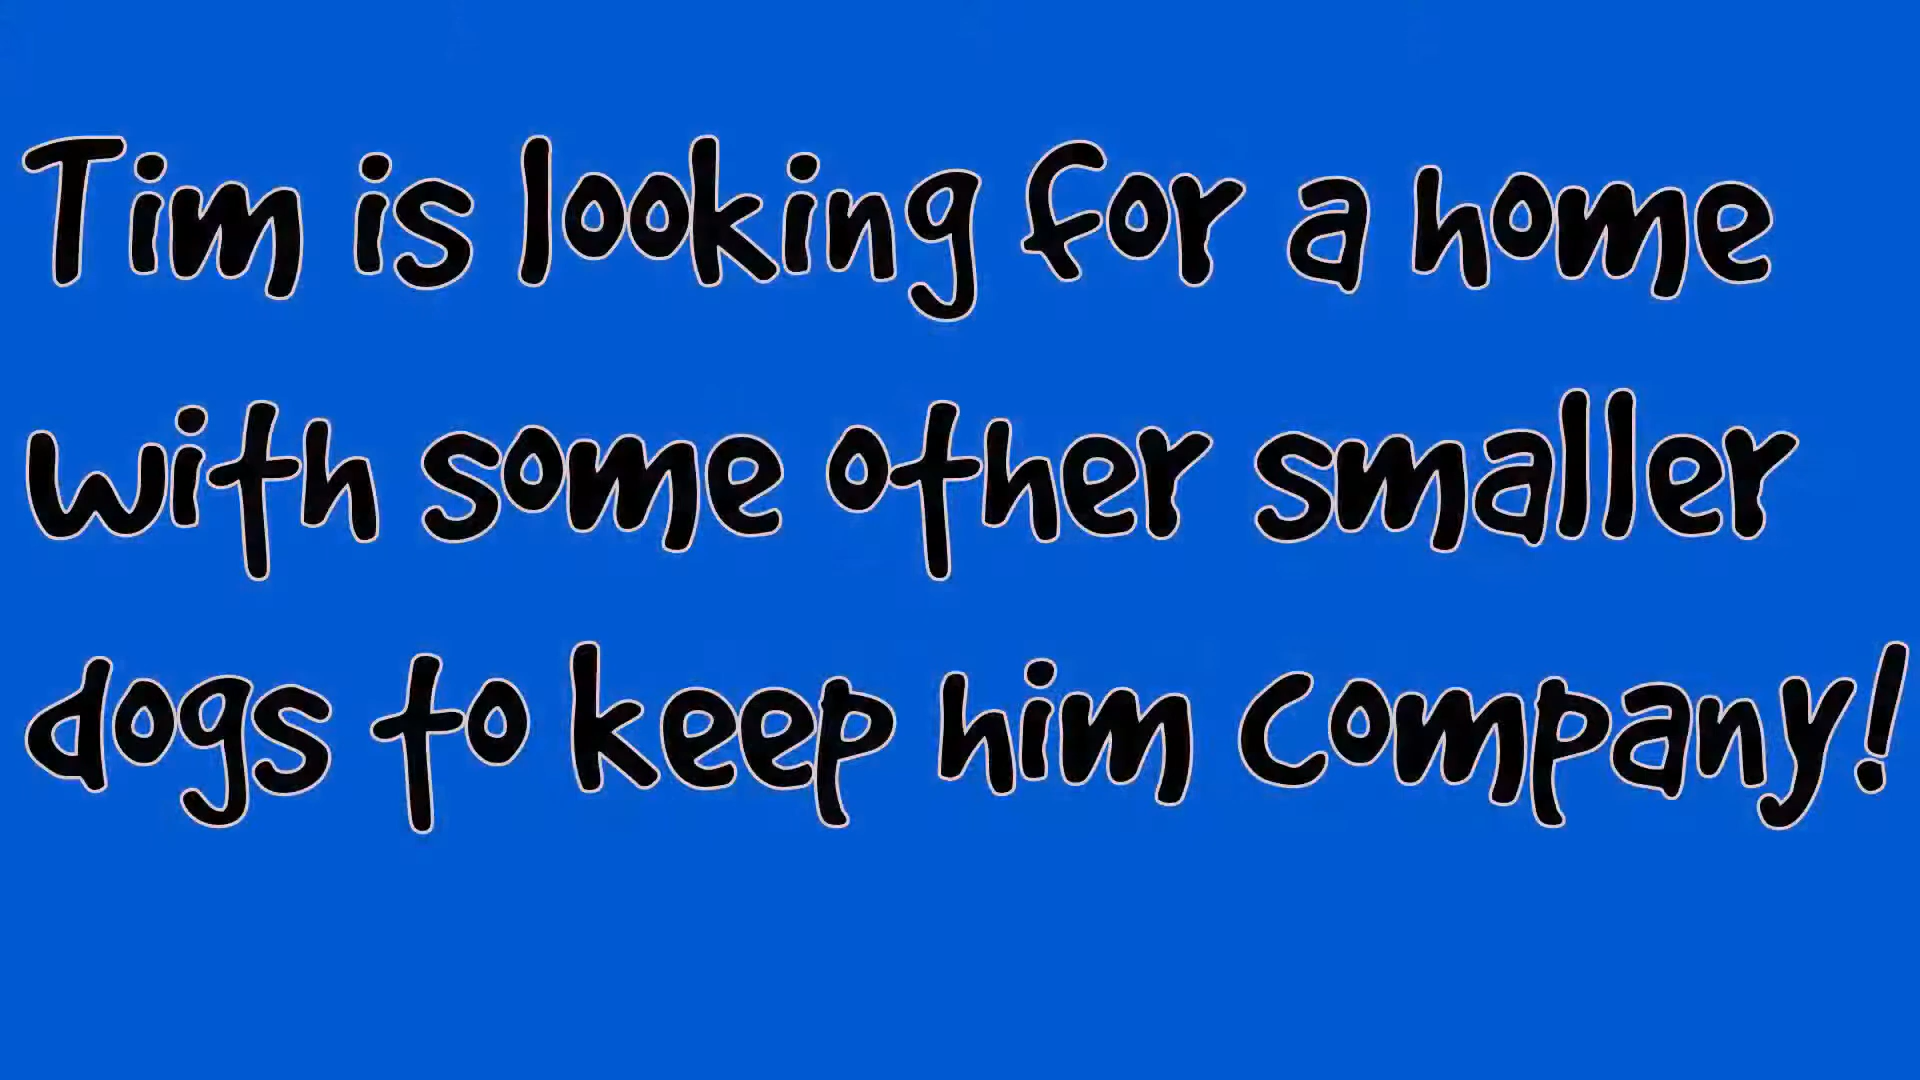 Tim is looking for a home
with some other smaller
dogs to keep him company!